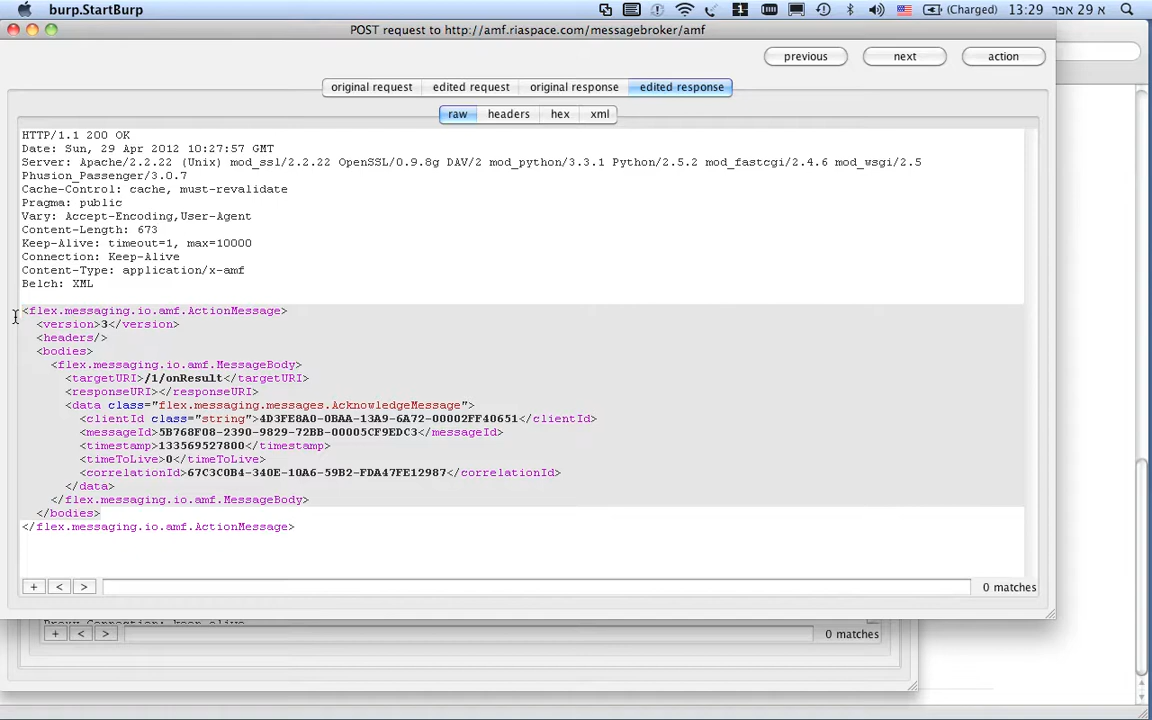 burp.StartBurp (Charged) 13:29 א 29 אפר
POST request to http://amf.riaspace.com/messagebroker/amf
previous next action
original request edited request original response edited response
raw headers hex xml
HTTP/1.1 200 OK
Date: Sun, 29 Apr 2012 10:27:57 GMT
Server: Apache/2.2.22 (Unix) mod_ssl/2.2.22 OpenSSL/0.9.8g DAV/2 mod_python/3.3.1 Python/2.5.2 mod_fastcgi/2.4.6 mod_wsgi/2.5
Phusion_Passenger/3.0.7
Cache-Control: cache, must-revalidate
Pragma: public
Vary: Accept-Encoding,User-Agent
Content-Length: 673
Keep-Alive: timeout=1, max=10000
Connection: Keep-Alive
Content-Type: application/x-amf
Belch: XML
<flex.messaging.io.amf.ActionMessage>
<version>3</version>
<headers/>
<bodies>
<flex.messaging.io.amf.MessageBody>
<targetURI>/1/onResult</targetURI>
<responseURI></responseURI>
<data class="flex.messaging.messages.AcknowledgeMessage">
<clientId class="string">4D3FE8A0-0BAA-13A9-6A72-00002FF40651</clientId>
<messageId>5B768F08-2390-9829-72BB-00005CF9EDC3</messageId>
<timestamp>133569527800</timestamp>
<timeToLive>0</timeToLive>
<correlationId>67C3C0B4-340E-10A6-59B2-FDA47FE12987</correlationId>
</data>
</flex.messaging.io.amf.MessageBody>
</bodies>
</flex.messaging.io.amf.ActionMessage>
+ < > 0 matches
Proxy-Connection: keep-alive
+ < > 0 matches